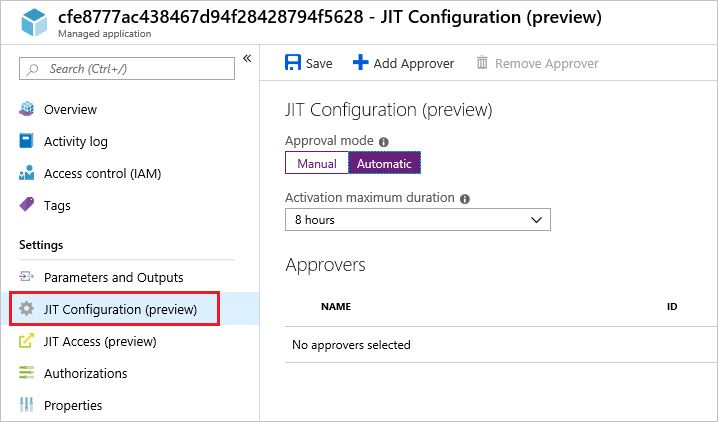 cfe8777ac438467d94f28428794f5628 - JIT Configuration (preview)
Managed application
Search (Ctrl+/)
Overview
Activity log
Access control (IAM)
Tags
Settings
Parameters and Outputs
JIT Configuration (preview)
JIT Access (preview)
Authorizations
Properties
Save
Add Approver
Remove Approver
JIT Configuration (preview)
Approval mode
Manual Automatic
Activation maximum duration
8 hours
Approvers
NAME ID
No approvers selected